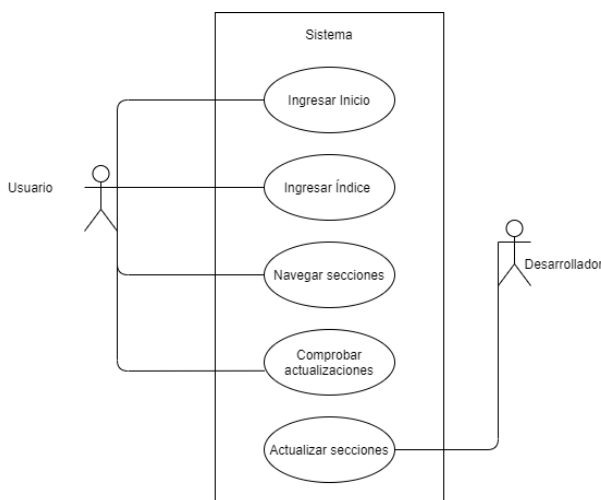 Sistema
Ingresar Inicio
Usuario
Ingresar Índice
Navegar secciones
Desarrollador
Comprobar
actualizaciones
Actualizar secciones